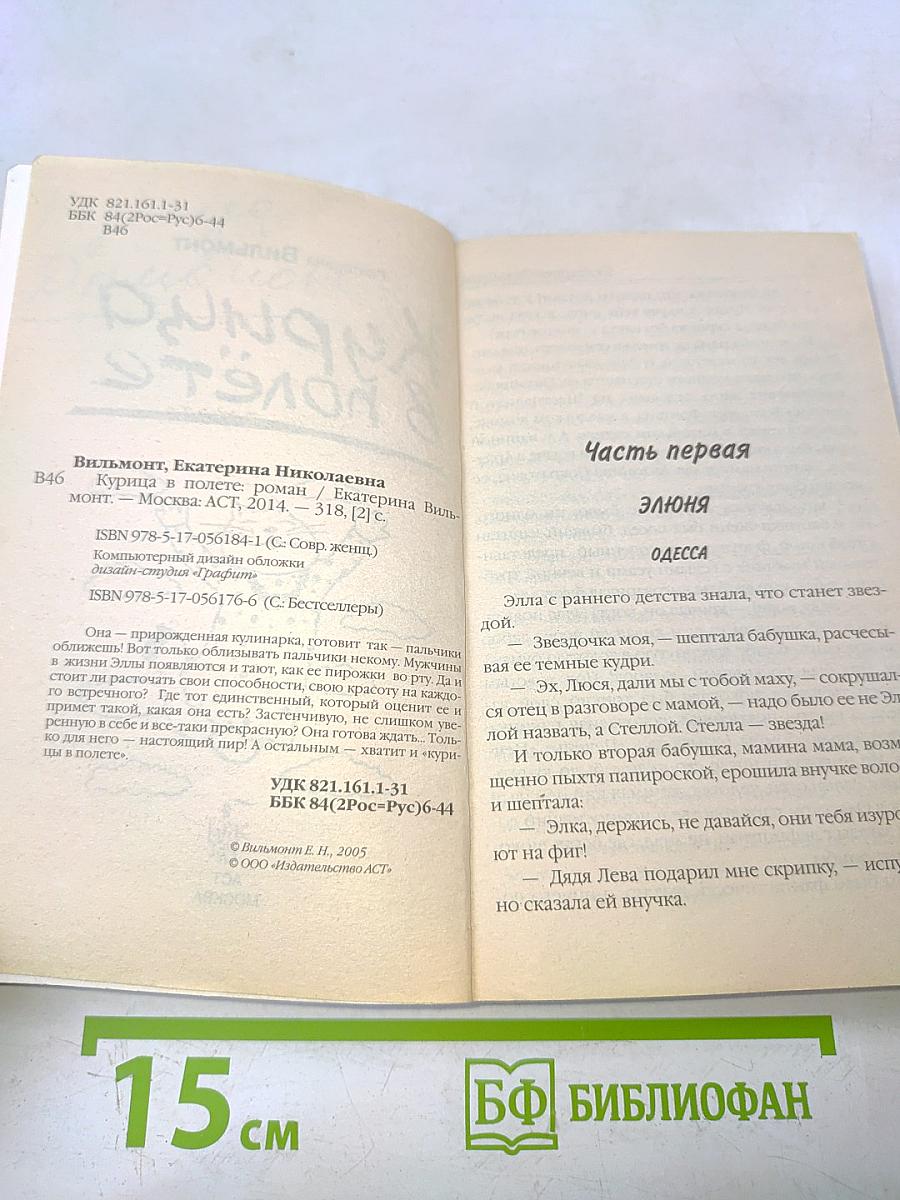 УДК 821.161.1-31
ББК 84(2Рос=Рус)6-44
В46
Вильмонт, Екатерина Николаевна
В46 Курица в полете: роман / Екатерина Виль-
монт. — Москва: АСТ, 2014. — 318, [2] с.
ISBN 978-5-17-056184-1 (С.: Совр. женщ.)
Компьютерный дизайн обложки
дизайн-студия «Графит»
ISBN 978-5-17-056176-6 (С.: Бестселлеры)
Она — прирожденная кулинарка, готовит так — пальчики
оближешь! Вот только облизывать пальчики некому. Мужчины
в жизни Эллы появляются и тают, как ее пирожки во рту. Да и
стоит ли расточать свои способности, свою красоту на каждо-
го встречного? Где тот единственный, который оценит ее и
примет такой, какая она есть? Застенчивую, не слишком уве-
ренную в себе и все-таки прекрасную? Она готова ждать... Толь-
ко для него — настоящий пир! А остальным — хватит и «кури-
цы в полете».
УДК 821.161.1-31
ББК 84(2Рос=Рус)6-44
© Вильмонт Е. Н., 2005
© ООО «Издательство АСТ»
Часть первая
ЭЛЮНЯ
ОДЕССА
Элла с раннего детства знала, что станет звез-
дой.
— Звездочка моя, — шептала бабушка, расчесы-
вая ее темные кудри.
— Эх, Люся, дали мы с тобой маху, — сокрушал-
ся отец в разговоре с мамой, — надо было ее не Эл
лой назвать, а Стеллой. Стелла — звезда!
И только вторая бабушка, мамина мама, возм
щенно пыхтя папироской, ерошила внучке воло
и шептала:
— Элка, держись, не давайся, они тебя изуро
ют на фиг!
— Дядя Лева подарил мне скрипку, — испу
но сказала ей внучка.
15 см
БФ БИБЛИОФАН